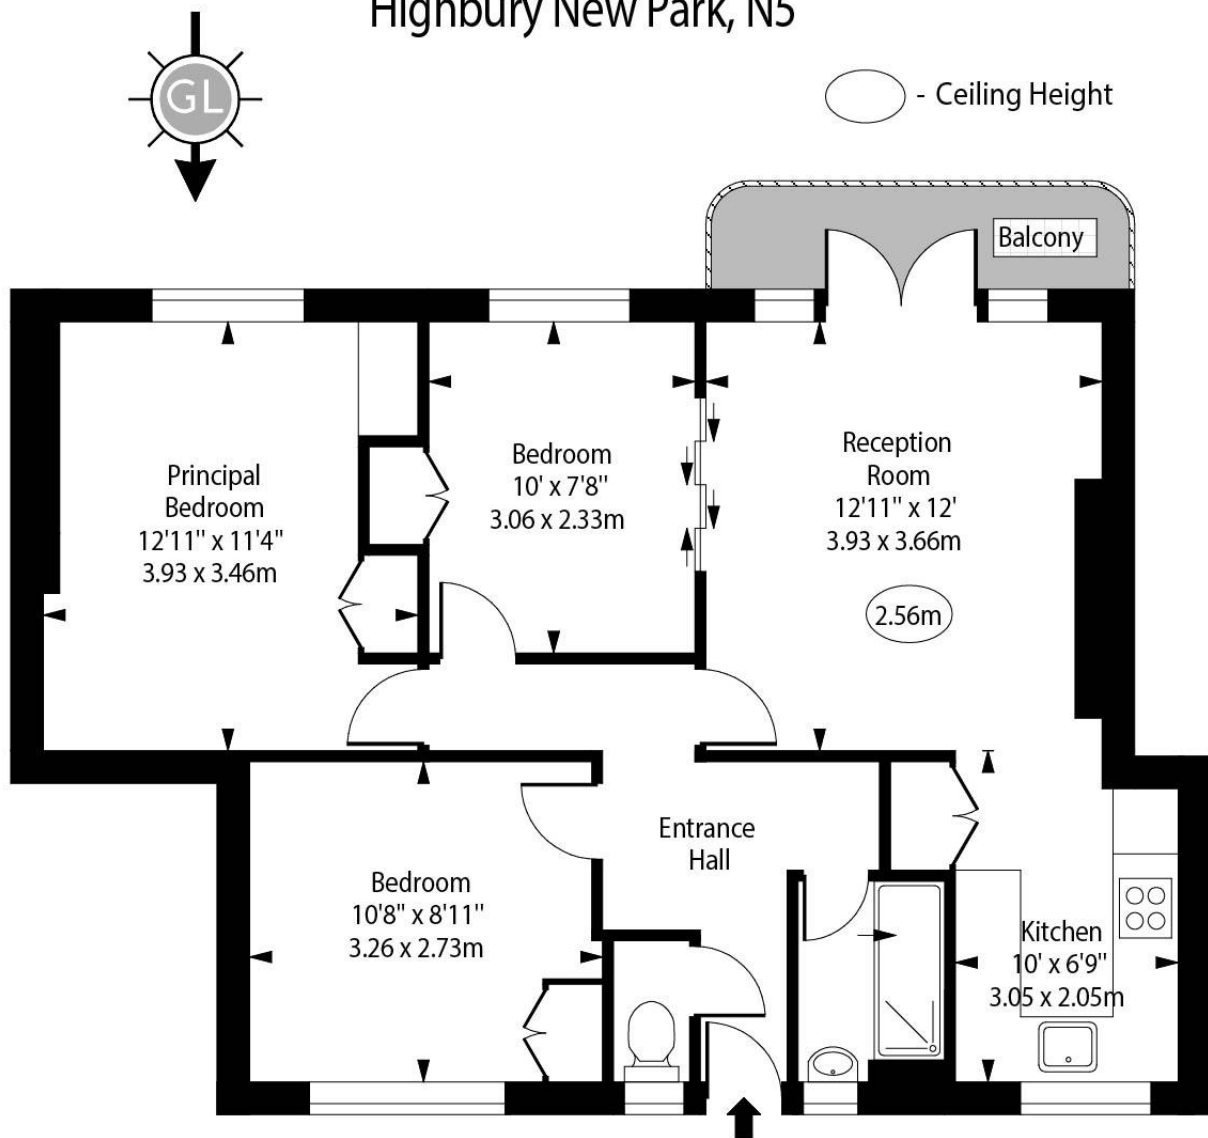 Highbury New Park, N5
GL
- Ceiling Height
Balcony
Principal
Bedroom
12'11" x 11'4"
3.93 x 3.46m
Bedroom
10' x 7'8"
3.06 x 2.33m
Reception
Room
12'11" x 12'
3.93 x 3.66m
2.56m
Entrance
Hall
Bedroom
10'8" x 8'11"
3.26 x 2.73m
Kitchen
10' x 6'9"
3.05 x 2.05m